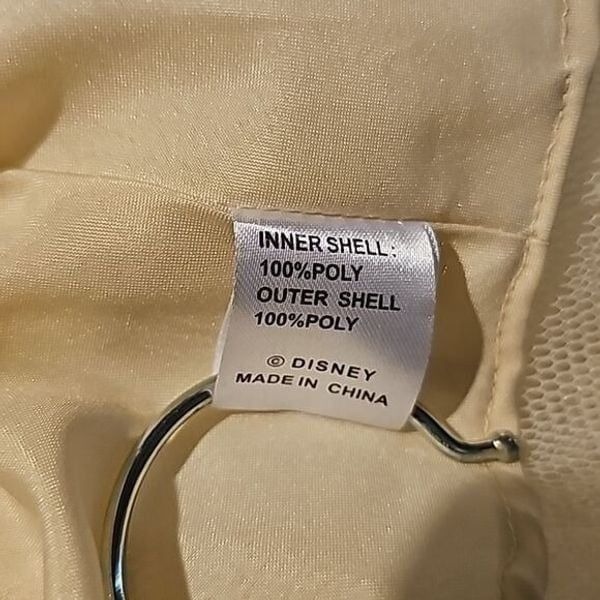 INNER SHELL:
100%POLY
OUTER SHELL
100%POLY
© DISNEY
MADE IN CHINA